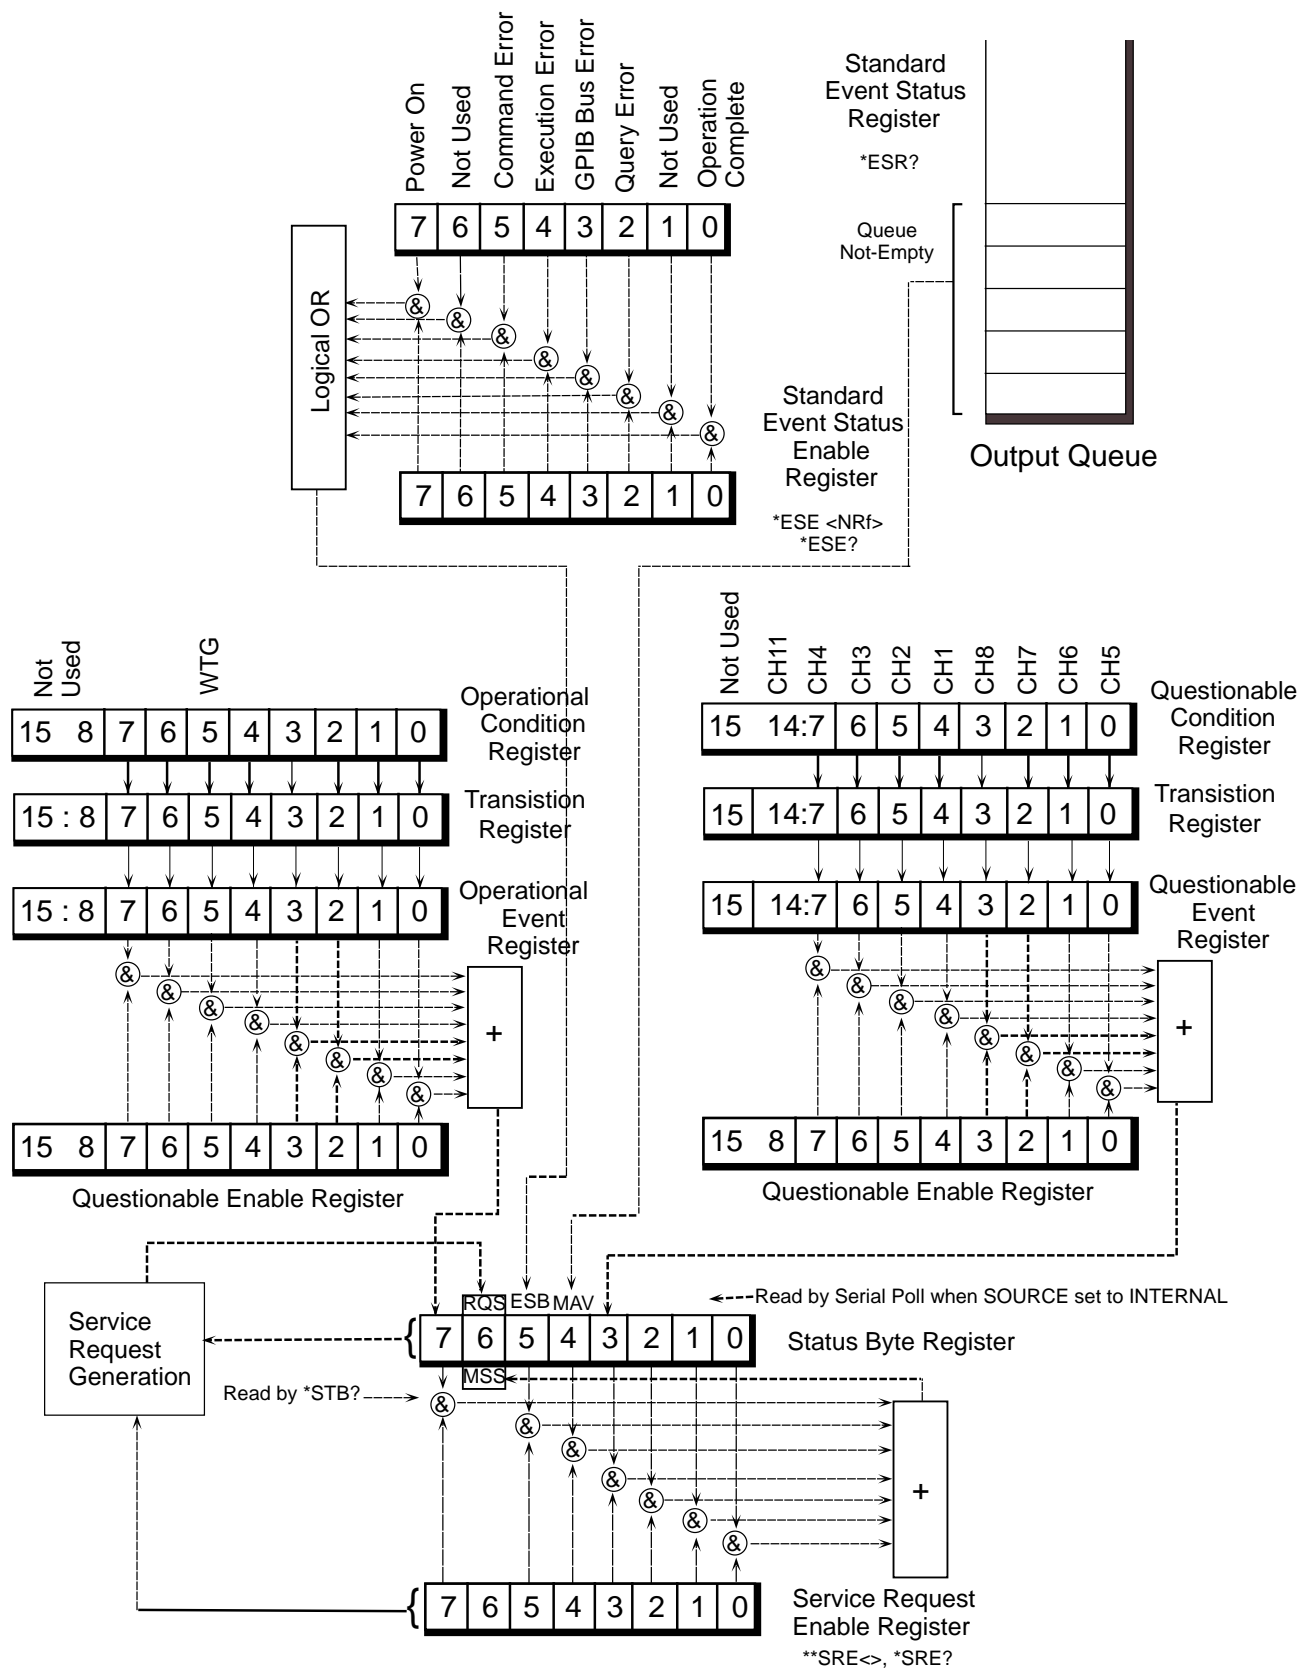 Power On
Not Used
Command Error
Execution Error
GPIB Bus Error
Query Error
Not Used
Operation
Complete
Standard
Event Status
Register
*ESR?
7 6 5 4 3 2 1 0
Queue
Not-Empty
Logical OR
& & & & & & & &
Standard
Event Status
Enable
Register
*ESE <NRf>
*ESE?
Output Queue
7 6 5 4 3 2 1 0
Not
Used
WTG
Operational
Condition
Register
15 8 7 6 5 4 3 2 1 0
Transistion
Register
15 : 8 7 6 5 4 3 2 1 0
Operational
Event
Register
15 : 8 7 6 5 4 3 2 1 0
& & & & & & & &
+
15 8 7 6 5 4 3 2 1 0
Questionable Enable Register
Not Used
CH11
CH4
CH3
CH2
CH1
CH8
CH7
CH6
CH5
Questionable
Condition
Register
15 14:7 6 5 4 3 2 1 0
Transistion
Register
15 14:7 6 5 4 3 2 1 0
Questionable
Event
Register
15 14:7 6 5 4 3 2 1 0
& & & & & & & &
+
15 8 7 6 5 4 3 2 1 0
Questionable Enable Register
Service
Request
Generation
RQS ESB MAV
Read by Serial Poll when SOURCE set to INTERNAL
{ 7 6 5 4 3 2 1 0
Status Byte Register
MSS
Read by *STB?
& & & & & & &
+
{ 7 6 5 4 3 2 1 0
Service Request
Enable Register
**SRE<>, *SRE?